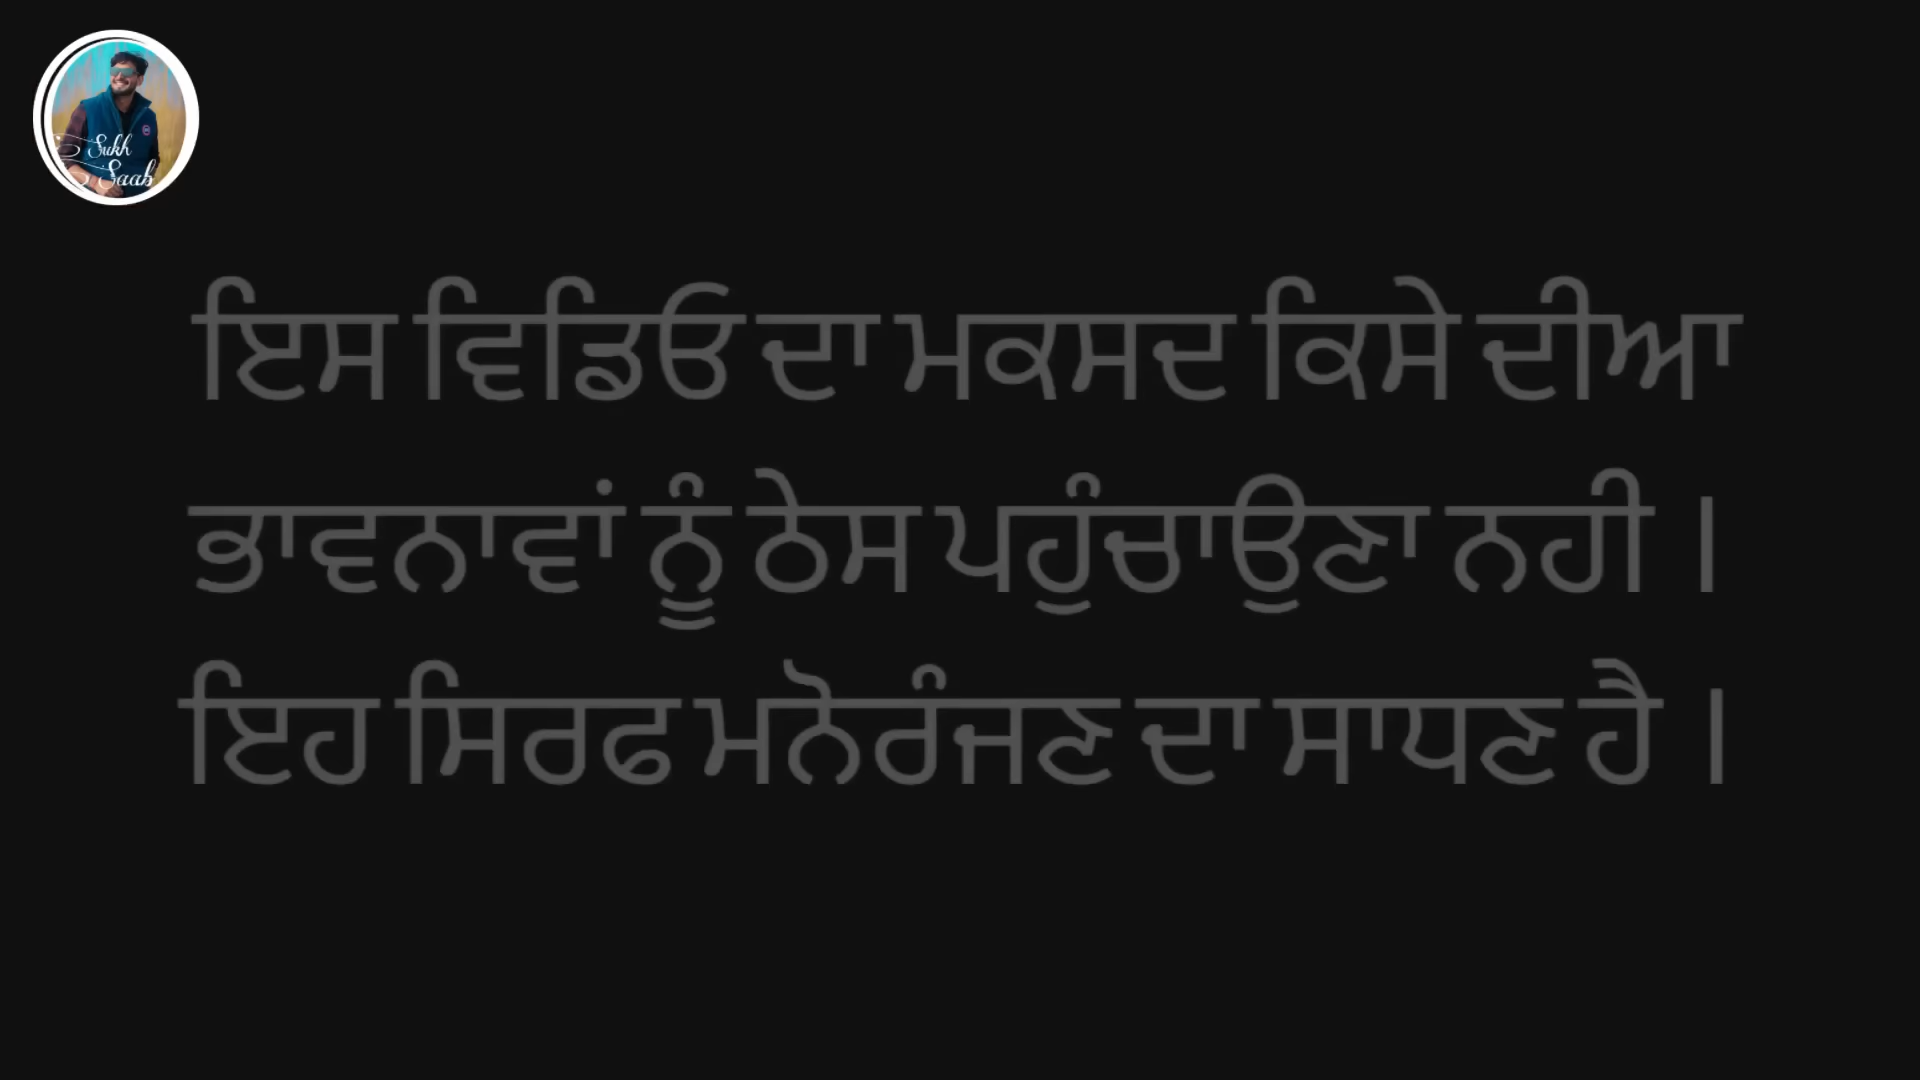 Sukh
Saab
ਇਸ ਵਿਡਿਓ ਦਾ ਮਕਸਦ ਕਿਸੇ ਦੀਆ
ਭਾਵਨਾਵਾਂ ਨੂੰ ਠੇਸ ਪਹੁੰਚਾਉਣਾ ਨਹੀ ।
ਇਹ ਸਿਰਫ ਮਨੋਰੰਜਣ ਦਾ ਸਾਧਣ ਹੈ ।